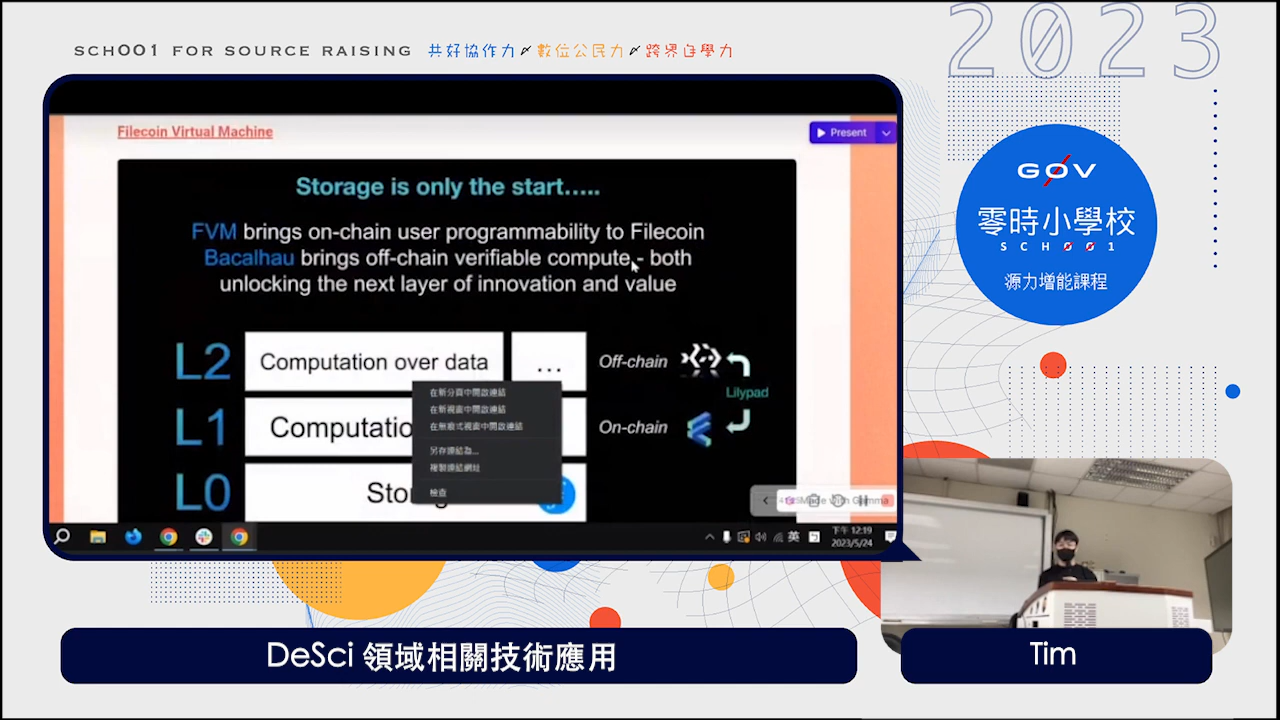 SCH001 FOR SOURCE RAISING 共好協作力 數位公民力 跨界自學力
2023
Filecoin Virtual Machine
Present
Storage is only the start.....
FVM brings on-chain user programmability to Filecoin
Bacalhau brings off-chain verifiable compute - both
unlocking the next layer of innovation and value
L2 Computation over data ... Off-chain
Lilypad
L1 Computatio On-chain
L0 Sto
在新分頁中開啟連結
在新視窗中開啟連結
在無痕式視窗中開啟連結
另存連結為...
複製連結網址
檢查
Made with Gamma
英
下午 12:19
2023/5/24
G0V
零時小學校
SCH001
源力增能課程
DeSci 領域相關技術應用
Tim